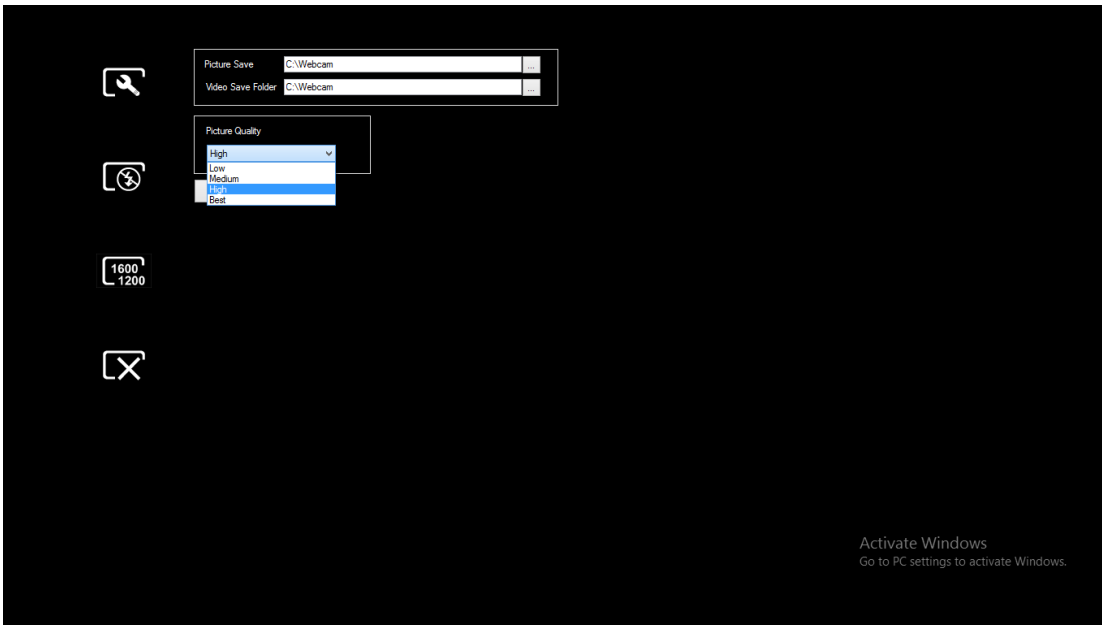 Picture Save C:\Webcam ...
Video Save Folder C:\Webcam ...
Picture Quality
High
Low
Medium
High
Best
1600
1200
Activate Windows
Go to PC settings to activate Windows.